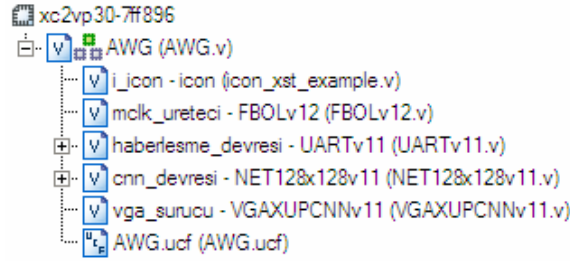 xc2vp30-7ff896
AWG (AWG.v)
i_icon - icon (icon_xst_example.v)
mclk_ureteci - FBOLv12 (FBOLv12.v)
haberlesme_devresi - UARTv11 (UARTv11.v)
cnn_devresi - NET128x128v11 (NET128x128v11.v)
vga_surucu - VGAXUPCNNv11 (VGAXUPCNNv11.v)
AWG.ucf (AWG.ucf)